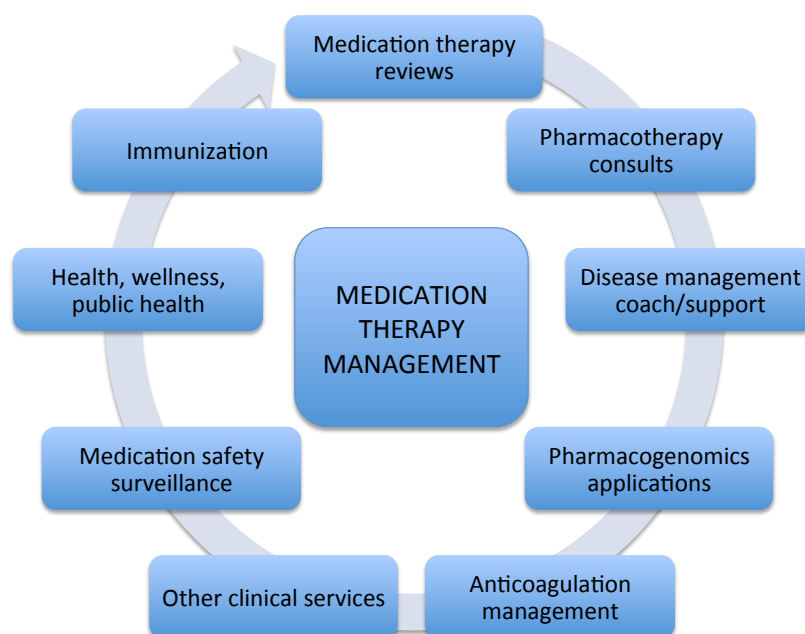 Medication therapy
reviews
Pharmacotherapy
consults
Disease management
coach/support
Pharmacogenomics
applications
Anticoagulation
management
Other clinical services
Medication safety
surveillance
Health, wellness,
public health
Immunization
MEDICATION
THERAPY
MANAGEMENT